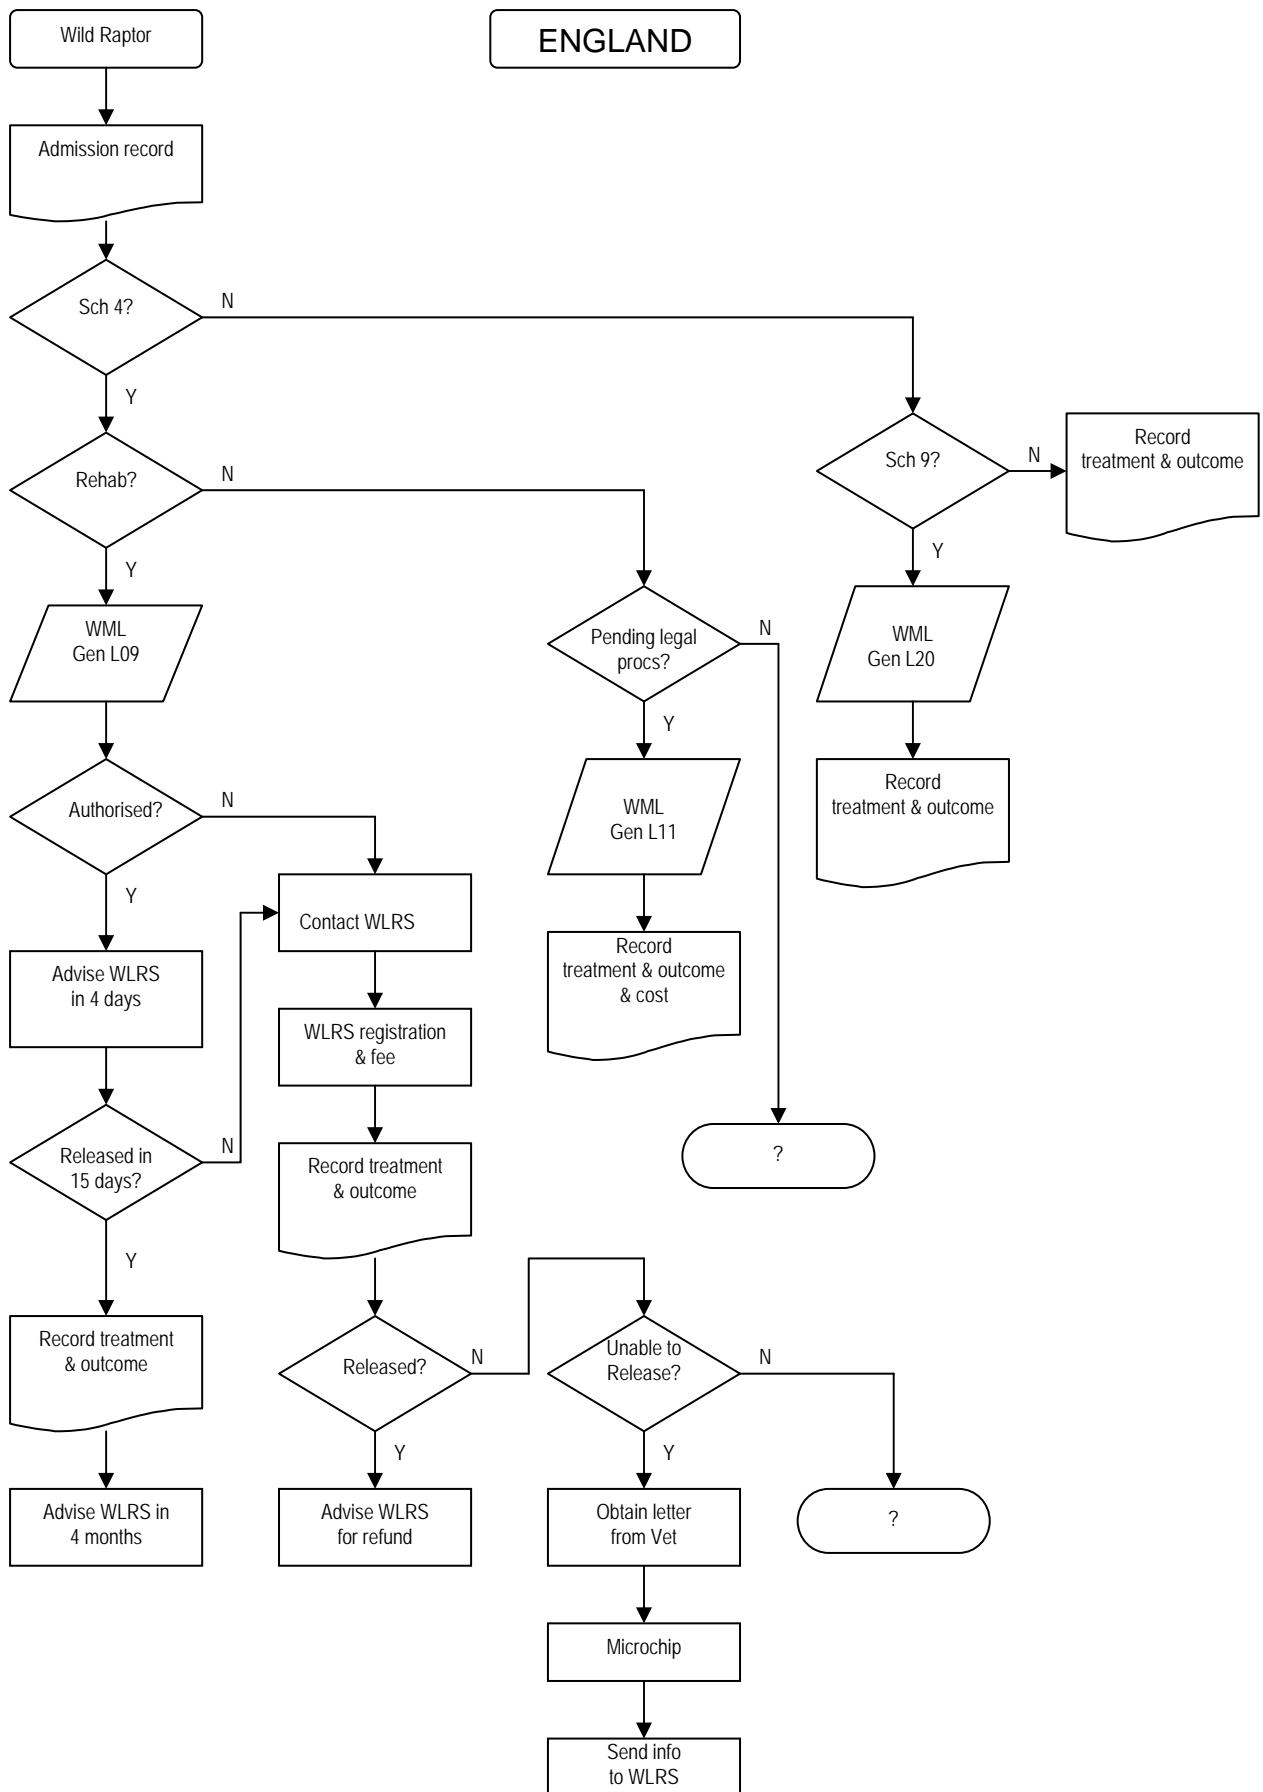 Wild Raptor
ENGLAND
Admission record
Sch 4?
N
Y
Rehab?
N
Y
Sch 9?
N
Record
treatment & outcome
Y
WML
Gen L09
Pending legal
procs?
N
Y
WML
Gen L20
Record
treatment & outcome
Authorised?
N
Y
WML
Gen L11
Contact WLRS
Advise WLRS
in 4 days
Record
treatment & outcome
& cost
WLRS registration
& fee
Released in
15 days?
N
Y
Record treatment
& outcome
?
Record treatment
& outcome
Released?
N
Y
Unable to
Release?
N
Y
Advise WLRS in
4 months
Advise WLRS
for refund
Obtain letter
from Vet
?
Microchip
Send info
to WLRS